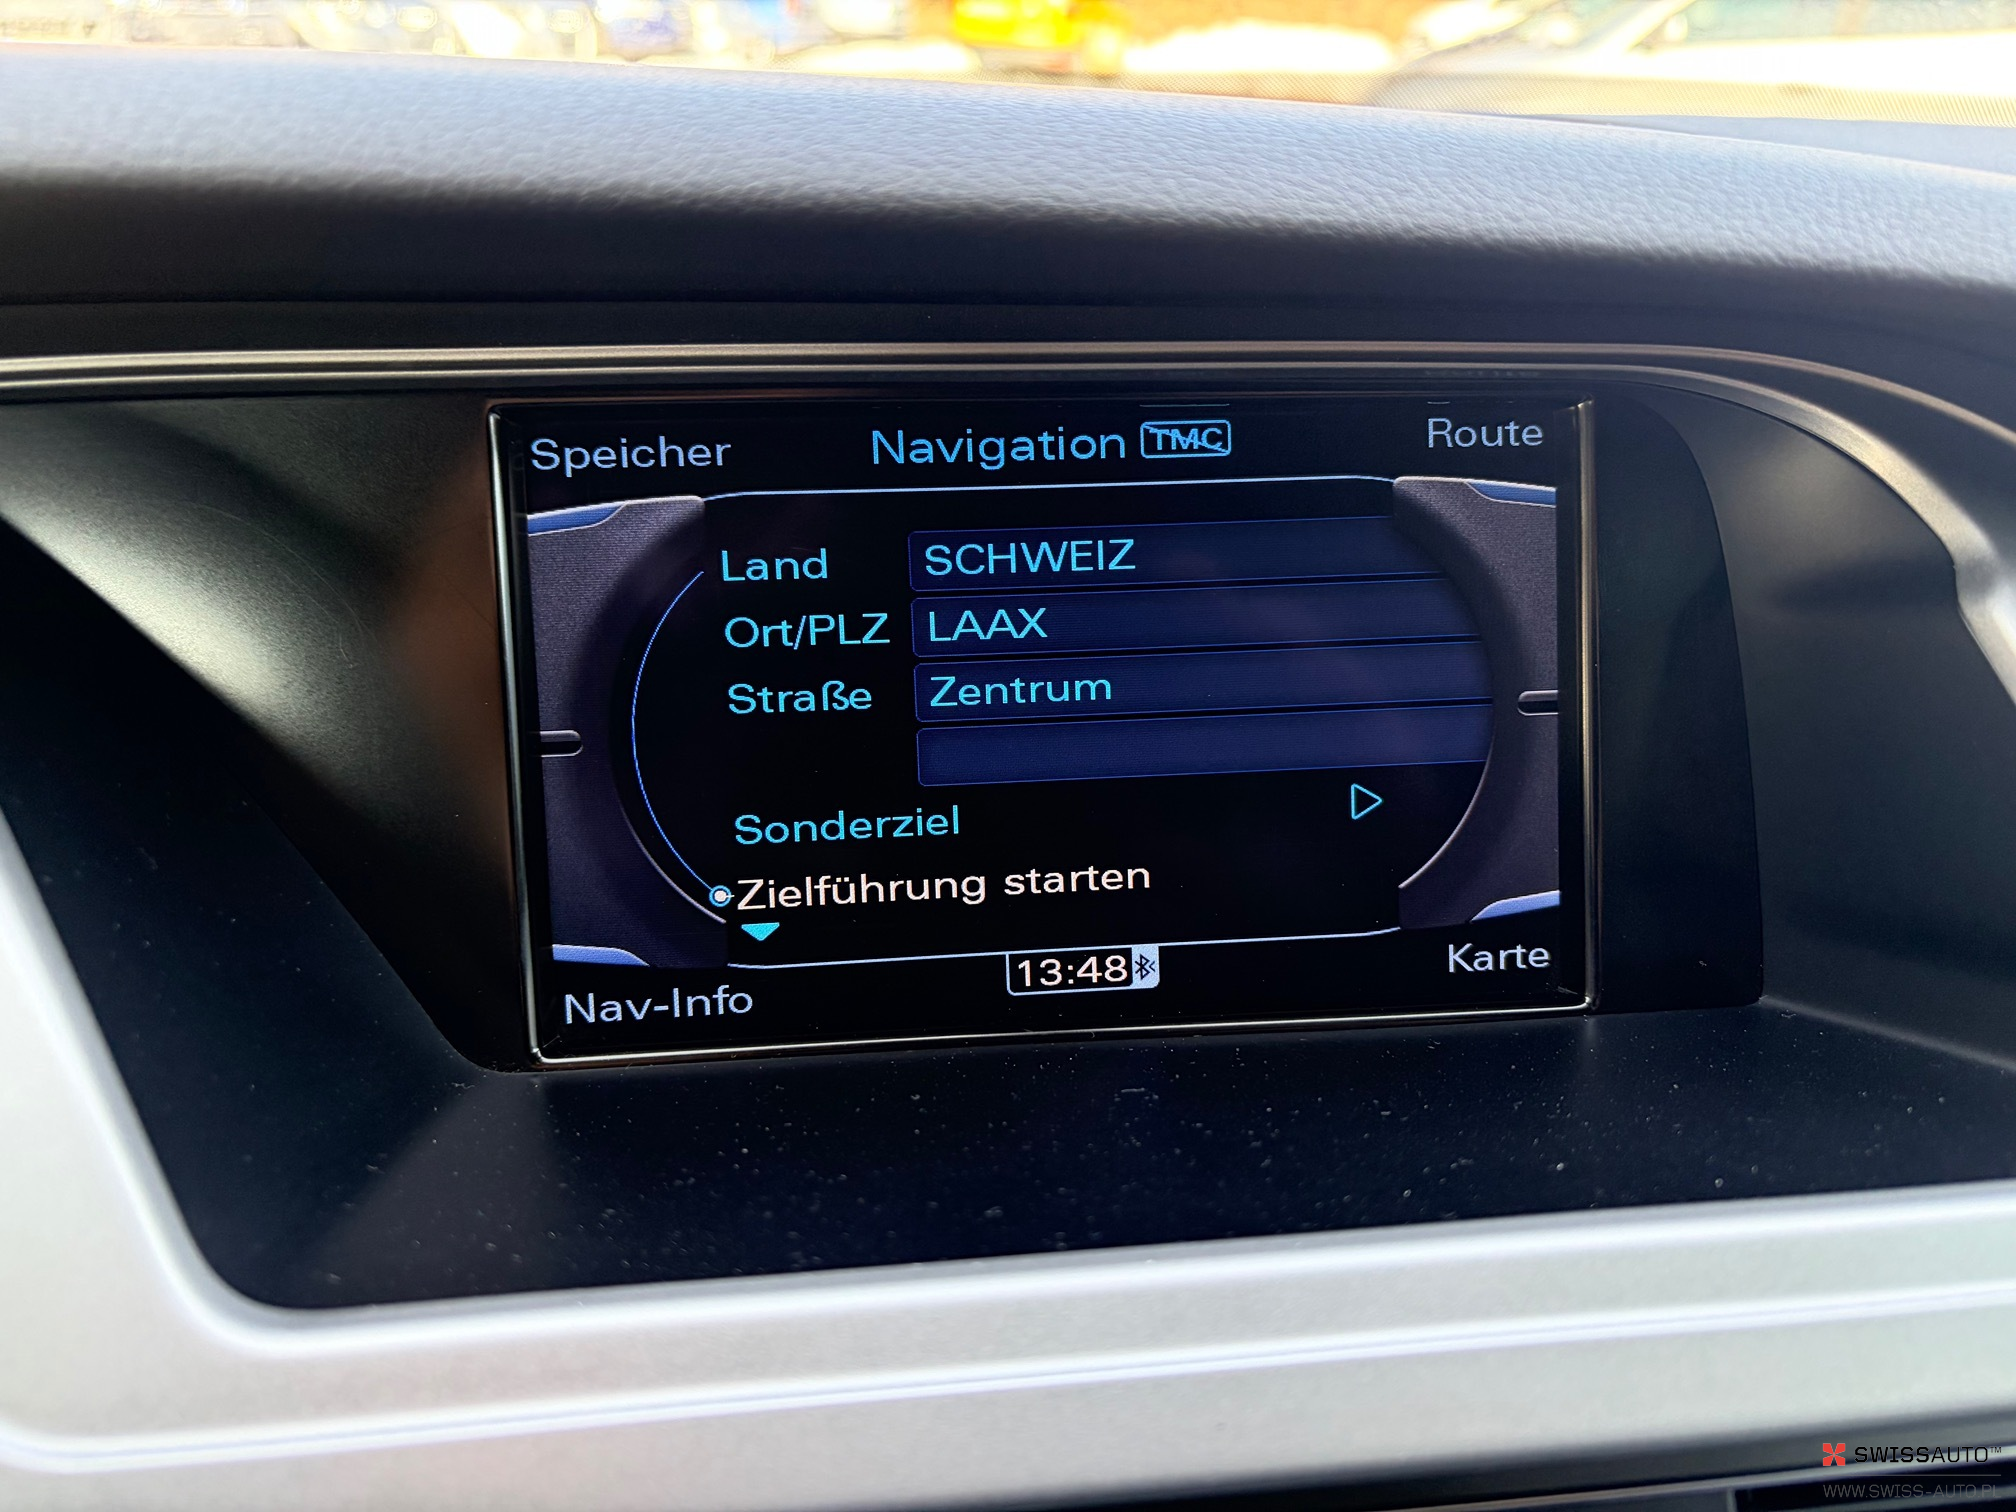 Speicher
Navigation TMC
Route
Land SCHWEIZ
Ort/PLZ LAAX
Straße Zentrum
Sonderziel
Zielführung starten
Nav-Info
13:48
Karte
SWISSAUTO™
WWW.SWISS-AUTO.PL